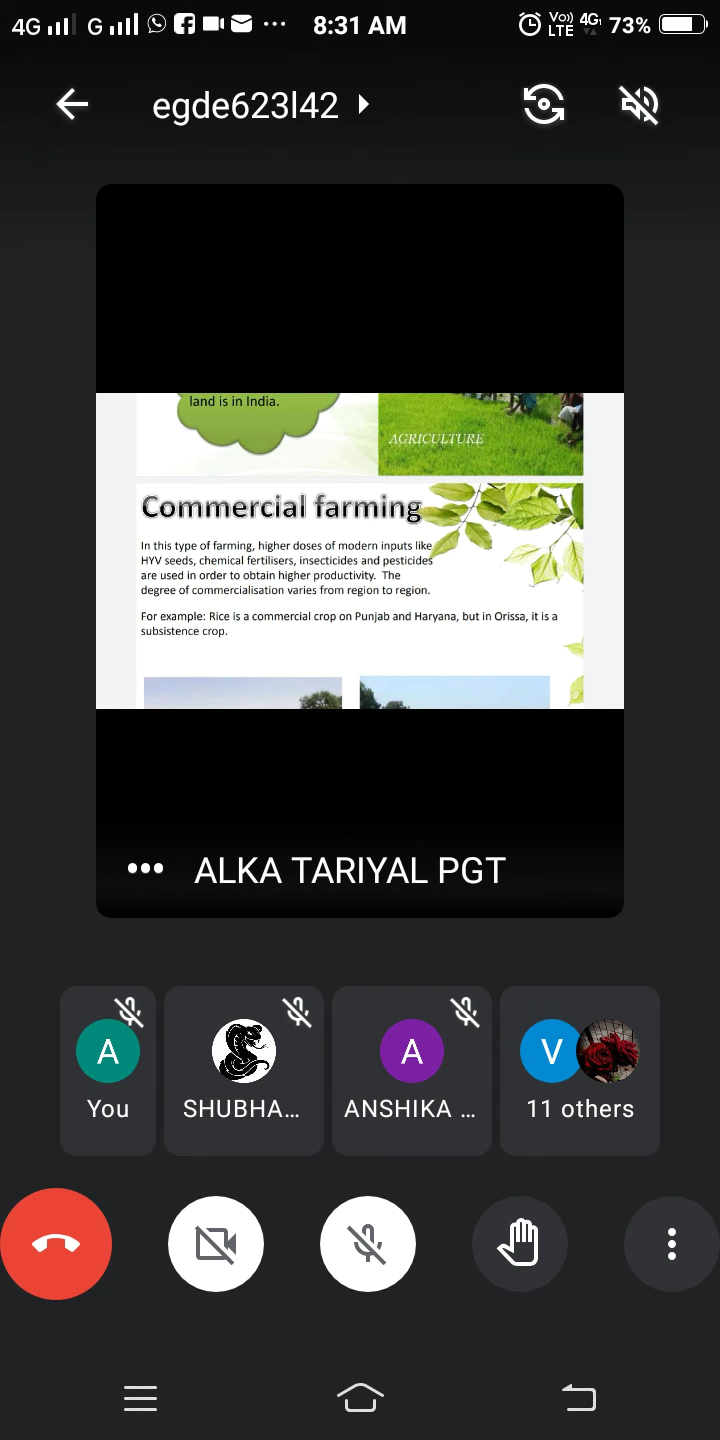 4G G 8:31 AM Vo)) LTE 4G 73%
egde623l42
land is in India.
AGRICULTURE
Commercial farming
In this type of farming, higher doses of modern inputs like
HYV seeds, chemical fertilisers, insecticides and pesticides
are used in order to obtain higher productivity. The
degree of commercialisation varies from region to region.
For example: Rice is a commercial crop on Punjab and Haryana, but in Orissa, it is a
subsistence crop.
... ALKA TARIYAL PGT
A A V
You SHUBHA... ANSHIKA ... 11 others